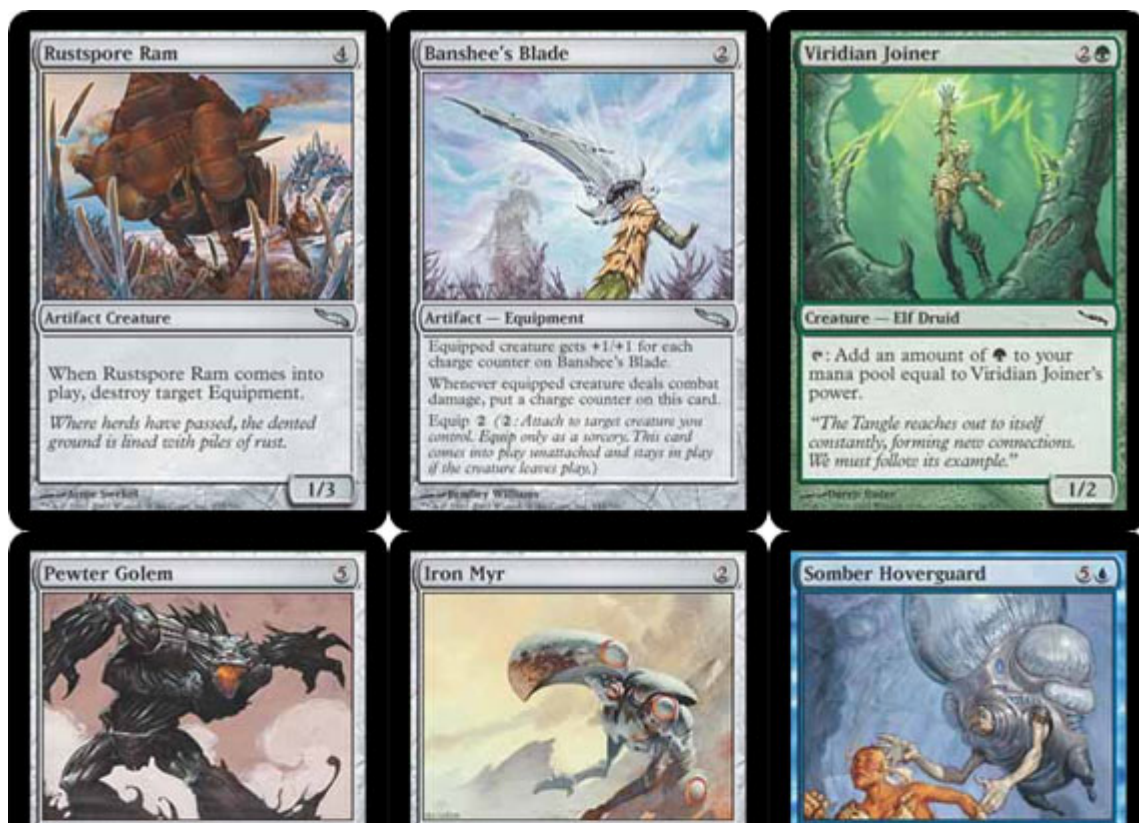 Rustspore Ram 4
Artifact Creature
When Rustspore Ram comes into
play, destroy target Equipment.
Where herds have passed, the dented
ground is lined with piles of rust.
1/3
Banshee's Blade 2
Artifact — Equipment
Equipped creature gets +1/+1 for each
charge counter on Banshee's Blade.
Whenever equipped creature deals combat
damage, put a charge counter on this card.
Equip 2 (2: Attach to target creature you
control. Equip only as a sorcery. This card
comes into play unattached and stays in play
if the creature leaves play.)
Bradley Williams
Viridian Joiner 2
Creature — Elf Druid
: Add an amount of to your
mana pool equal to Viridian Joiner's
power.
"The Tangle reaches out to itself
constantly, forming new connections.
We must follow its example."
1/2
Pewter Golem 5
Iron Myr 2
Somber Hoverguard 5